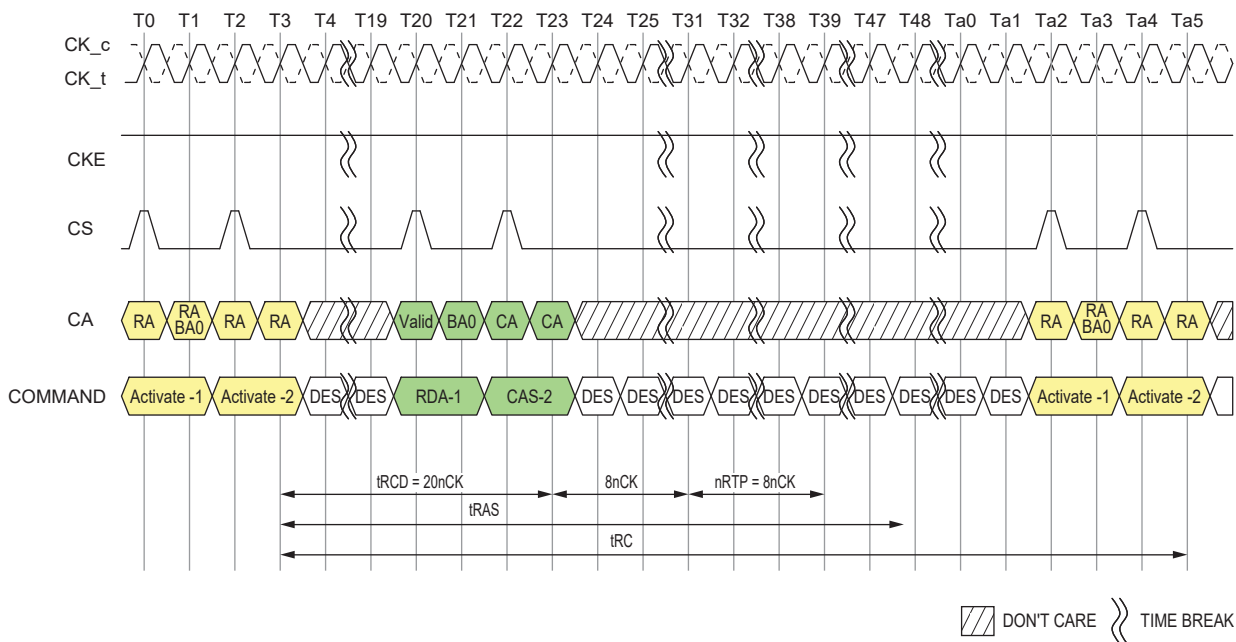 T0 T1 T2 T3 T4 T19 T20 T21 T22 T23 T24 T25 T31 T32 T38 T39 T47 T48 Ta0 Ta1 Ta2 Ta3 Ta4 Ta5
CK_c
CK_t
CKE
CS
CA RA RA BA0 RA RA Valid BA0 CA CA RA RA BA0 RA RA
COMMAND Activate -1 Activate -2 DES DES RDA-1 CAS-2 DES DES DES DES DES DES DES DES DES DES Activate -1 Activate -2
tRCD = 20nCK 8nCK nRTP = 8nCK
tRAS
tRC
DON'T CARE TIME BREAK